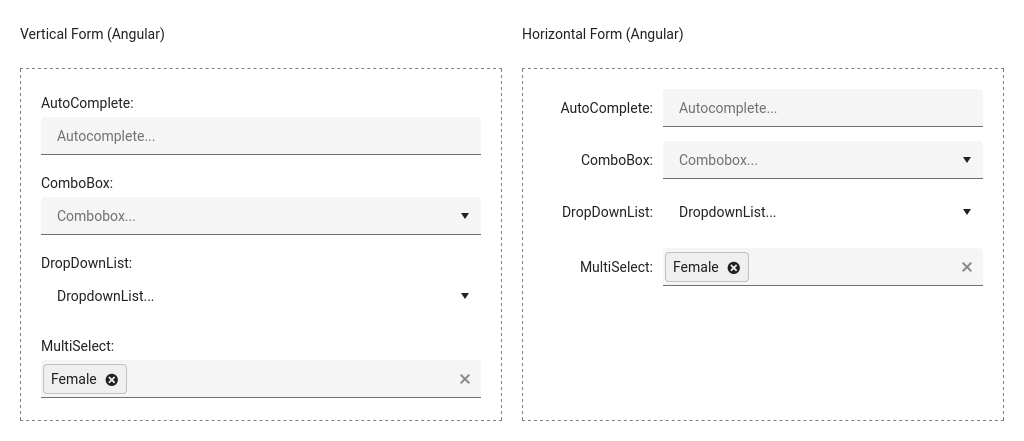 Vertical Form (Angular)
AutoComplete:
Autocomplete...
ComboBox:
Combobox...
DropDownList:
DropdownList...
MultiSelect:
Female
Horizontal Form (Angular)
AutoComplete: Autocomplete...
ComboBox: Combobox...
DropDownList: DropdownList...
MultiSelect: Female